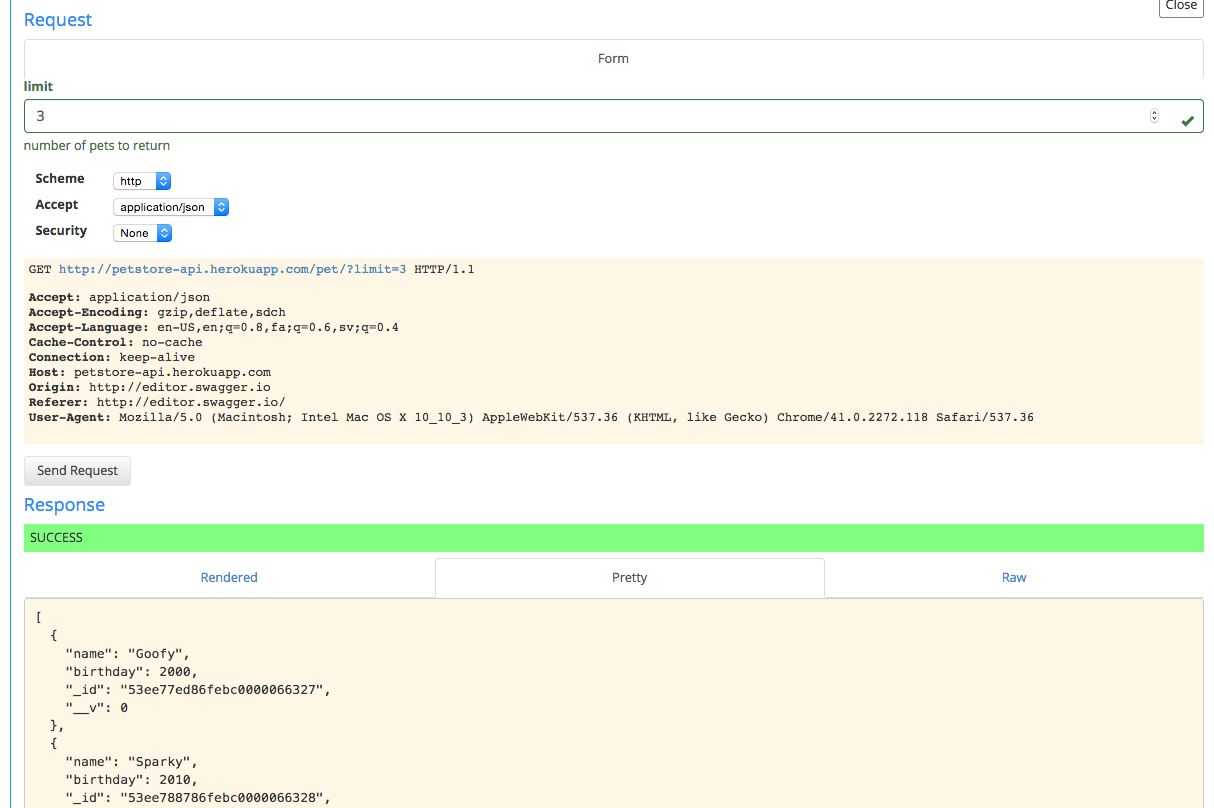 Close
Request
Form
limit
3
number of pets to return
Scheme http
Accept application/json
Security None
GET http://petstore-api.herokuapp.com/pet/?limit=3 HTTP/1.1
Accept: application/json
Accept-Encoding: gzip,deflate,sdch
Accept-Language: en-US,en;q=0.8,fa;q=0.6,sv;q=0.4
Cache-Control: no-cache
Connection: keep-alive
Host: petstore-api.herokuapp.com
Origin: http://editor.swagger.io
Referer: http://editor.swagger.io/
User-Agent: Mozilla/5.0 (Macintosh; Intel Mac OS X 10_10_3) AppleWebKit/537.36 (KHTML, like Gecko) Chrome/41.0.2272.118 Safari/537.36
Send Request
Response
SUCCESS
Rendered Pretty Raw
[
  {
    "name": "Goofy",
    "birthday": 2000,
    "_id": "53ee77ed86febc0000066327",
    "__v": 0
  },
  {
    "name": "Sparky",
    "birthday": 2010,
    "_id": "53ee788786febc0000066328",